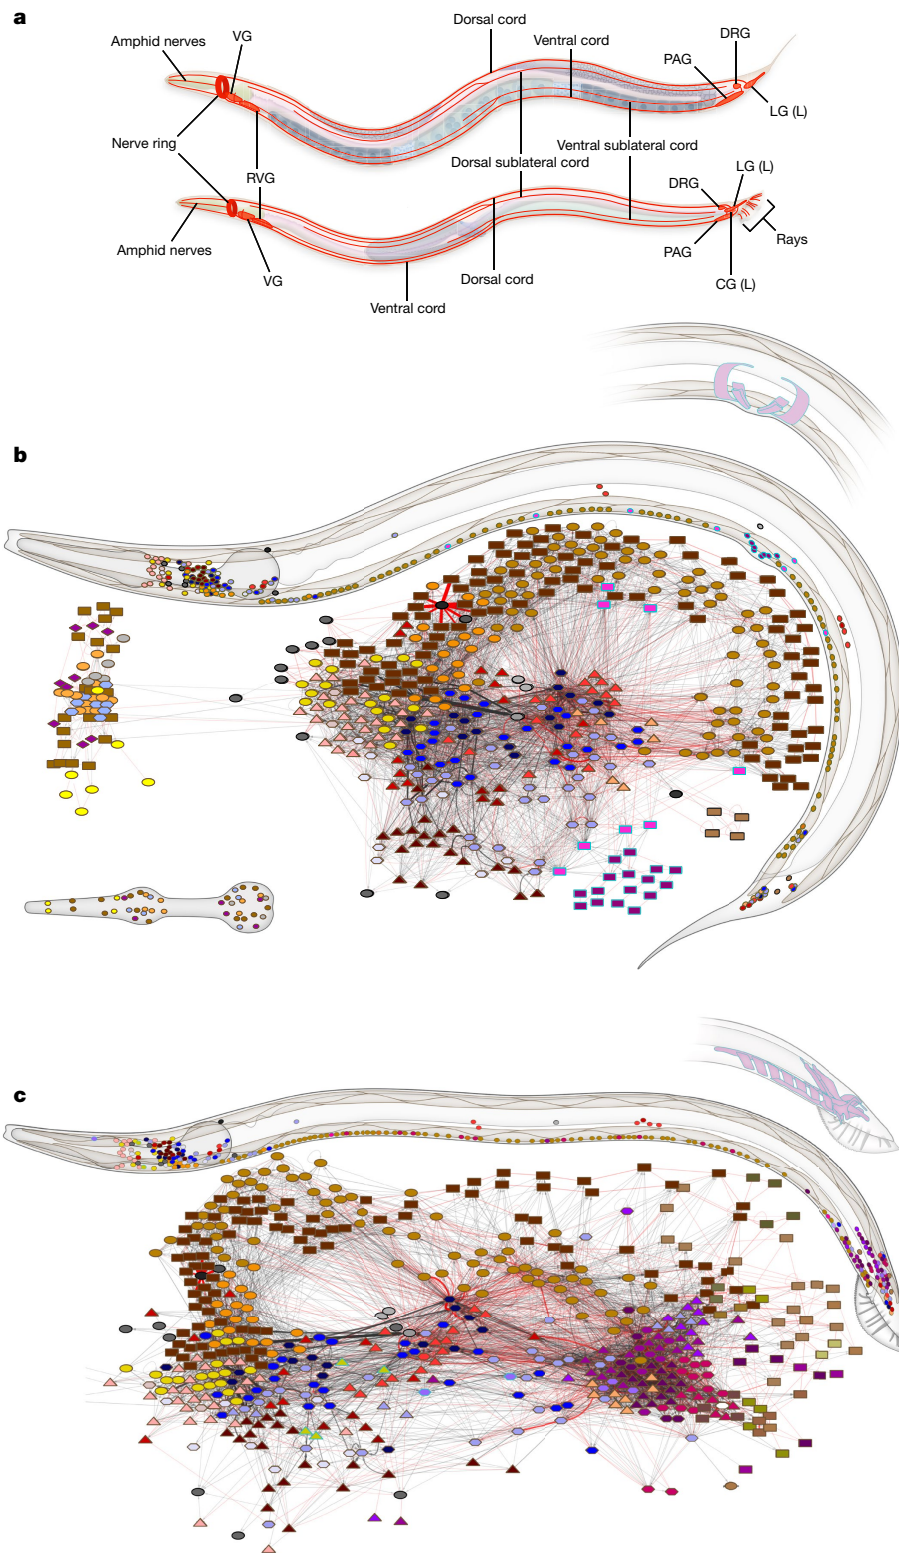 a
Dorsal cord
VG
Ventral cord
DRG
Amphid nerves
PAG
LG (L)
Nerve ring
Ventral sublateral cord
Dorsal sublateral cord
LG (L)
RVG
DRG
Rays
Amphid nerves
PAG
VG
Dorsal cord
CG (L)
Ventral cord
b
c